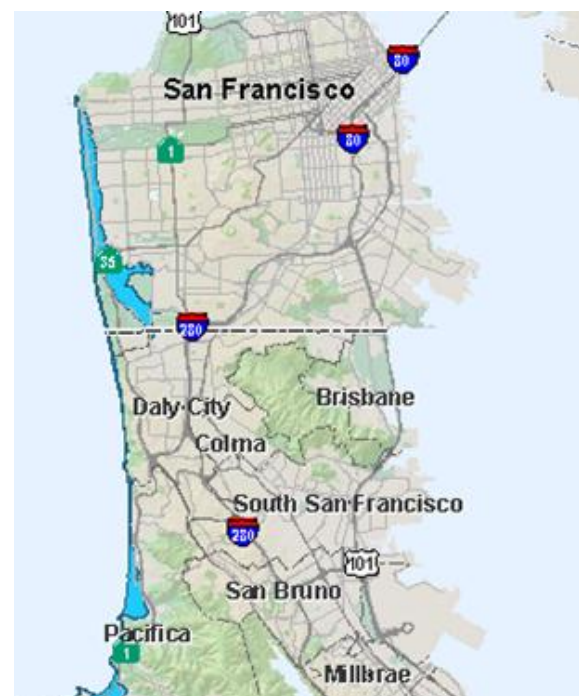 101
80
San Francisco
80
1
35
280
Brisbane
Daly City
Colma
South San Francisco
280
101
San Bruno
Pacifica
1
Millbrae